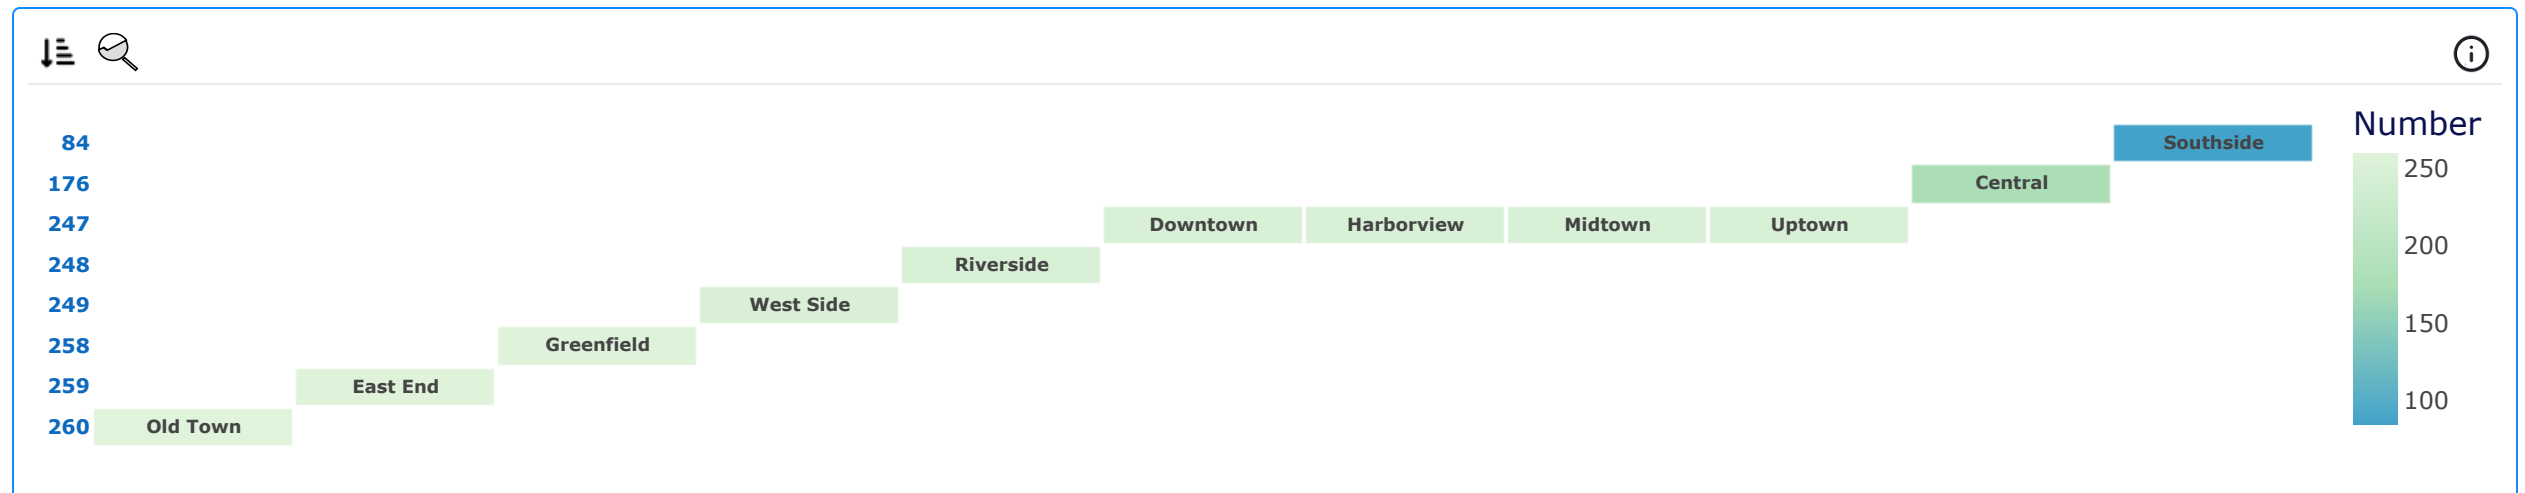 Number
84 Southside
176 Central
247 Downtown Harborview Midtown Uptown
248 Riverside
249 West Side
258 Greenfield
259 East End
260 Old Town
250
200
150
100